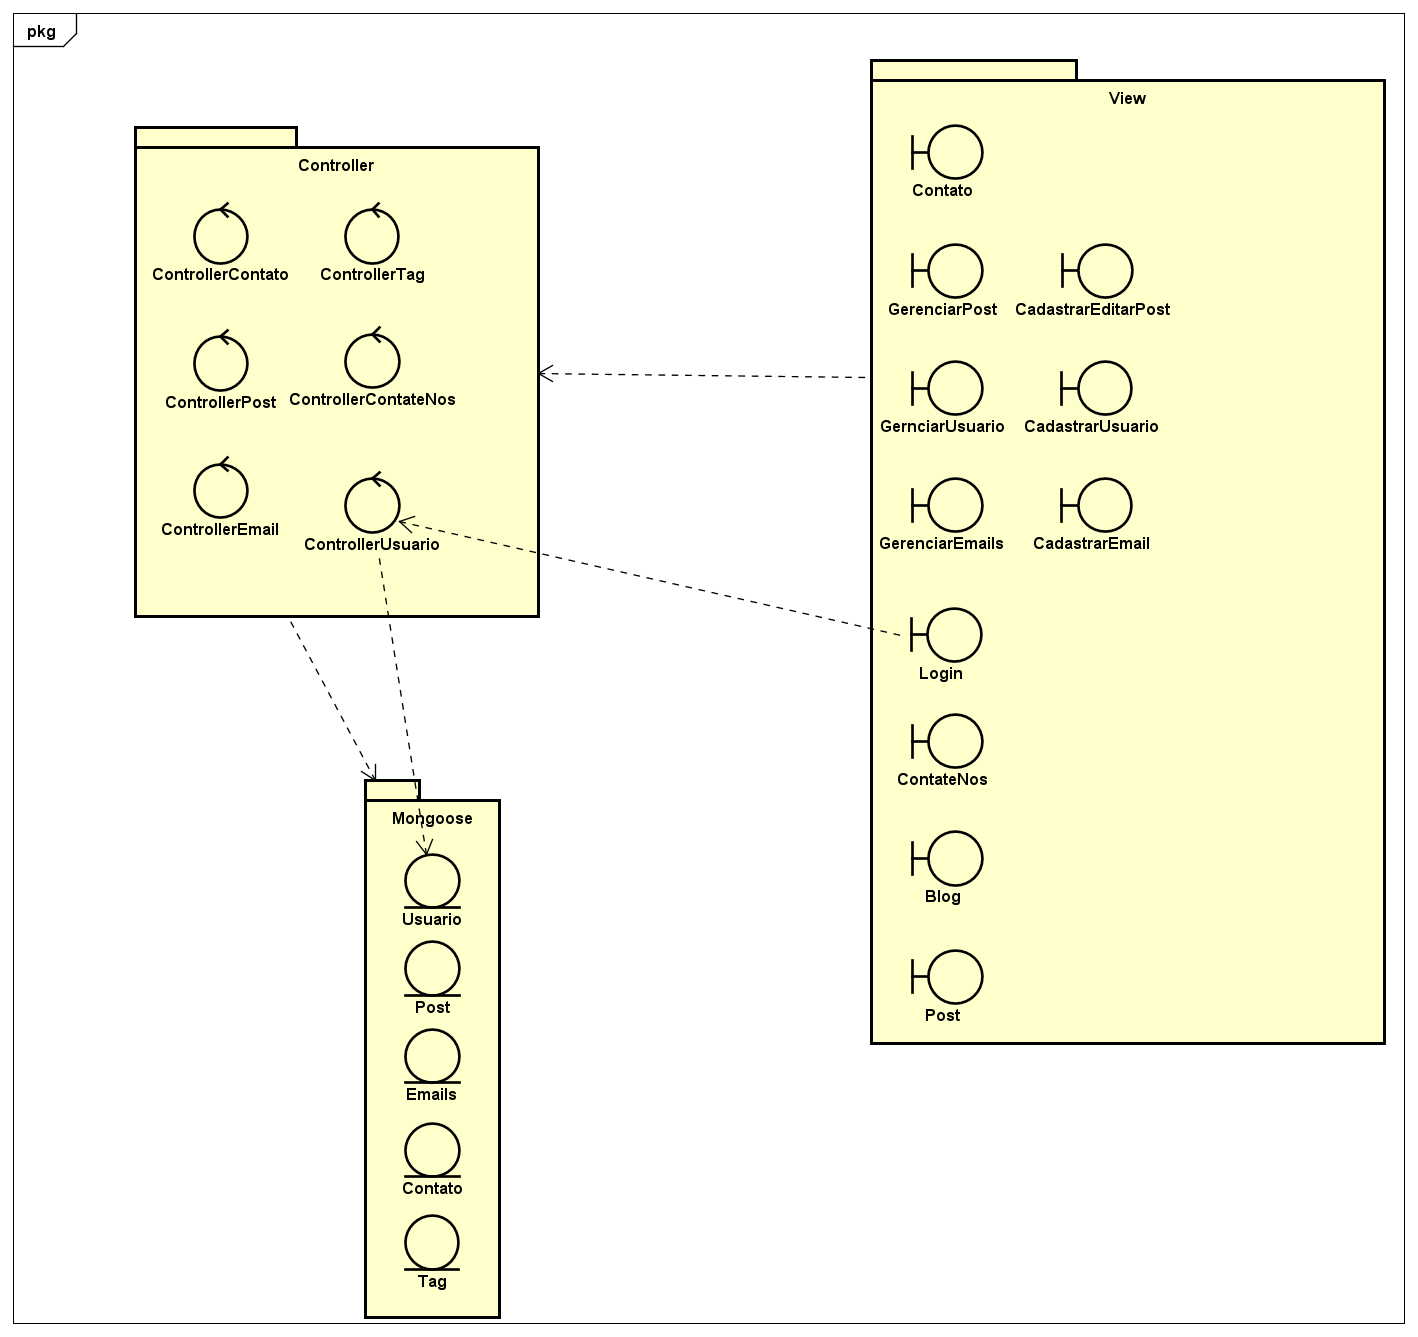 pkg
Controller
ControllerContato
ControllerTag
ControllerPost
ControllerContateNos
ControllerEmail
ControllerUsuario
View
Contato
GerenciarPost
CadastrarEditarPost
GernciarUsuario
CadastrarUsuario
GerenciarEmails
CadastrarEmail
Login
ContateNos
Blog
Post
Mongoose
Usuario
Post
Emails
Contato
Tag